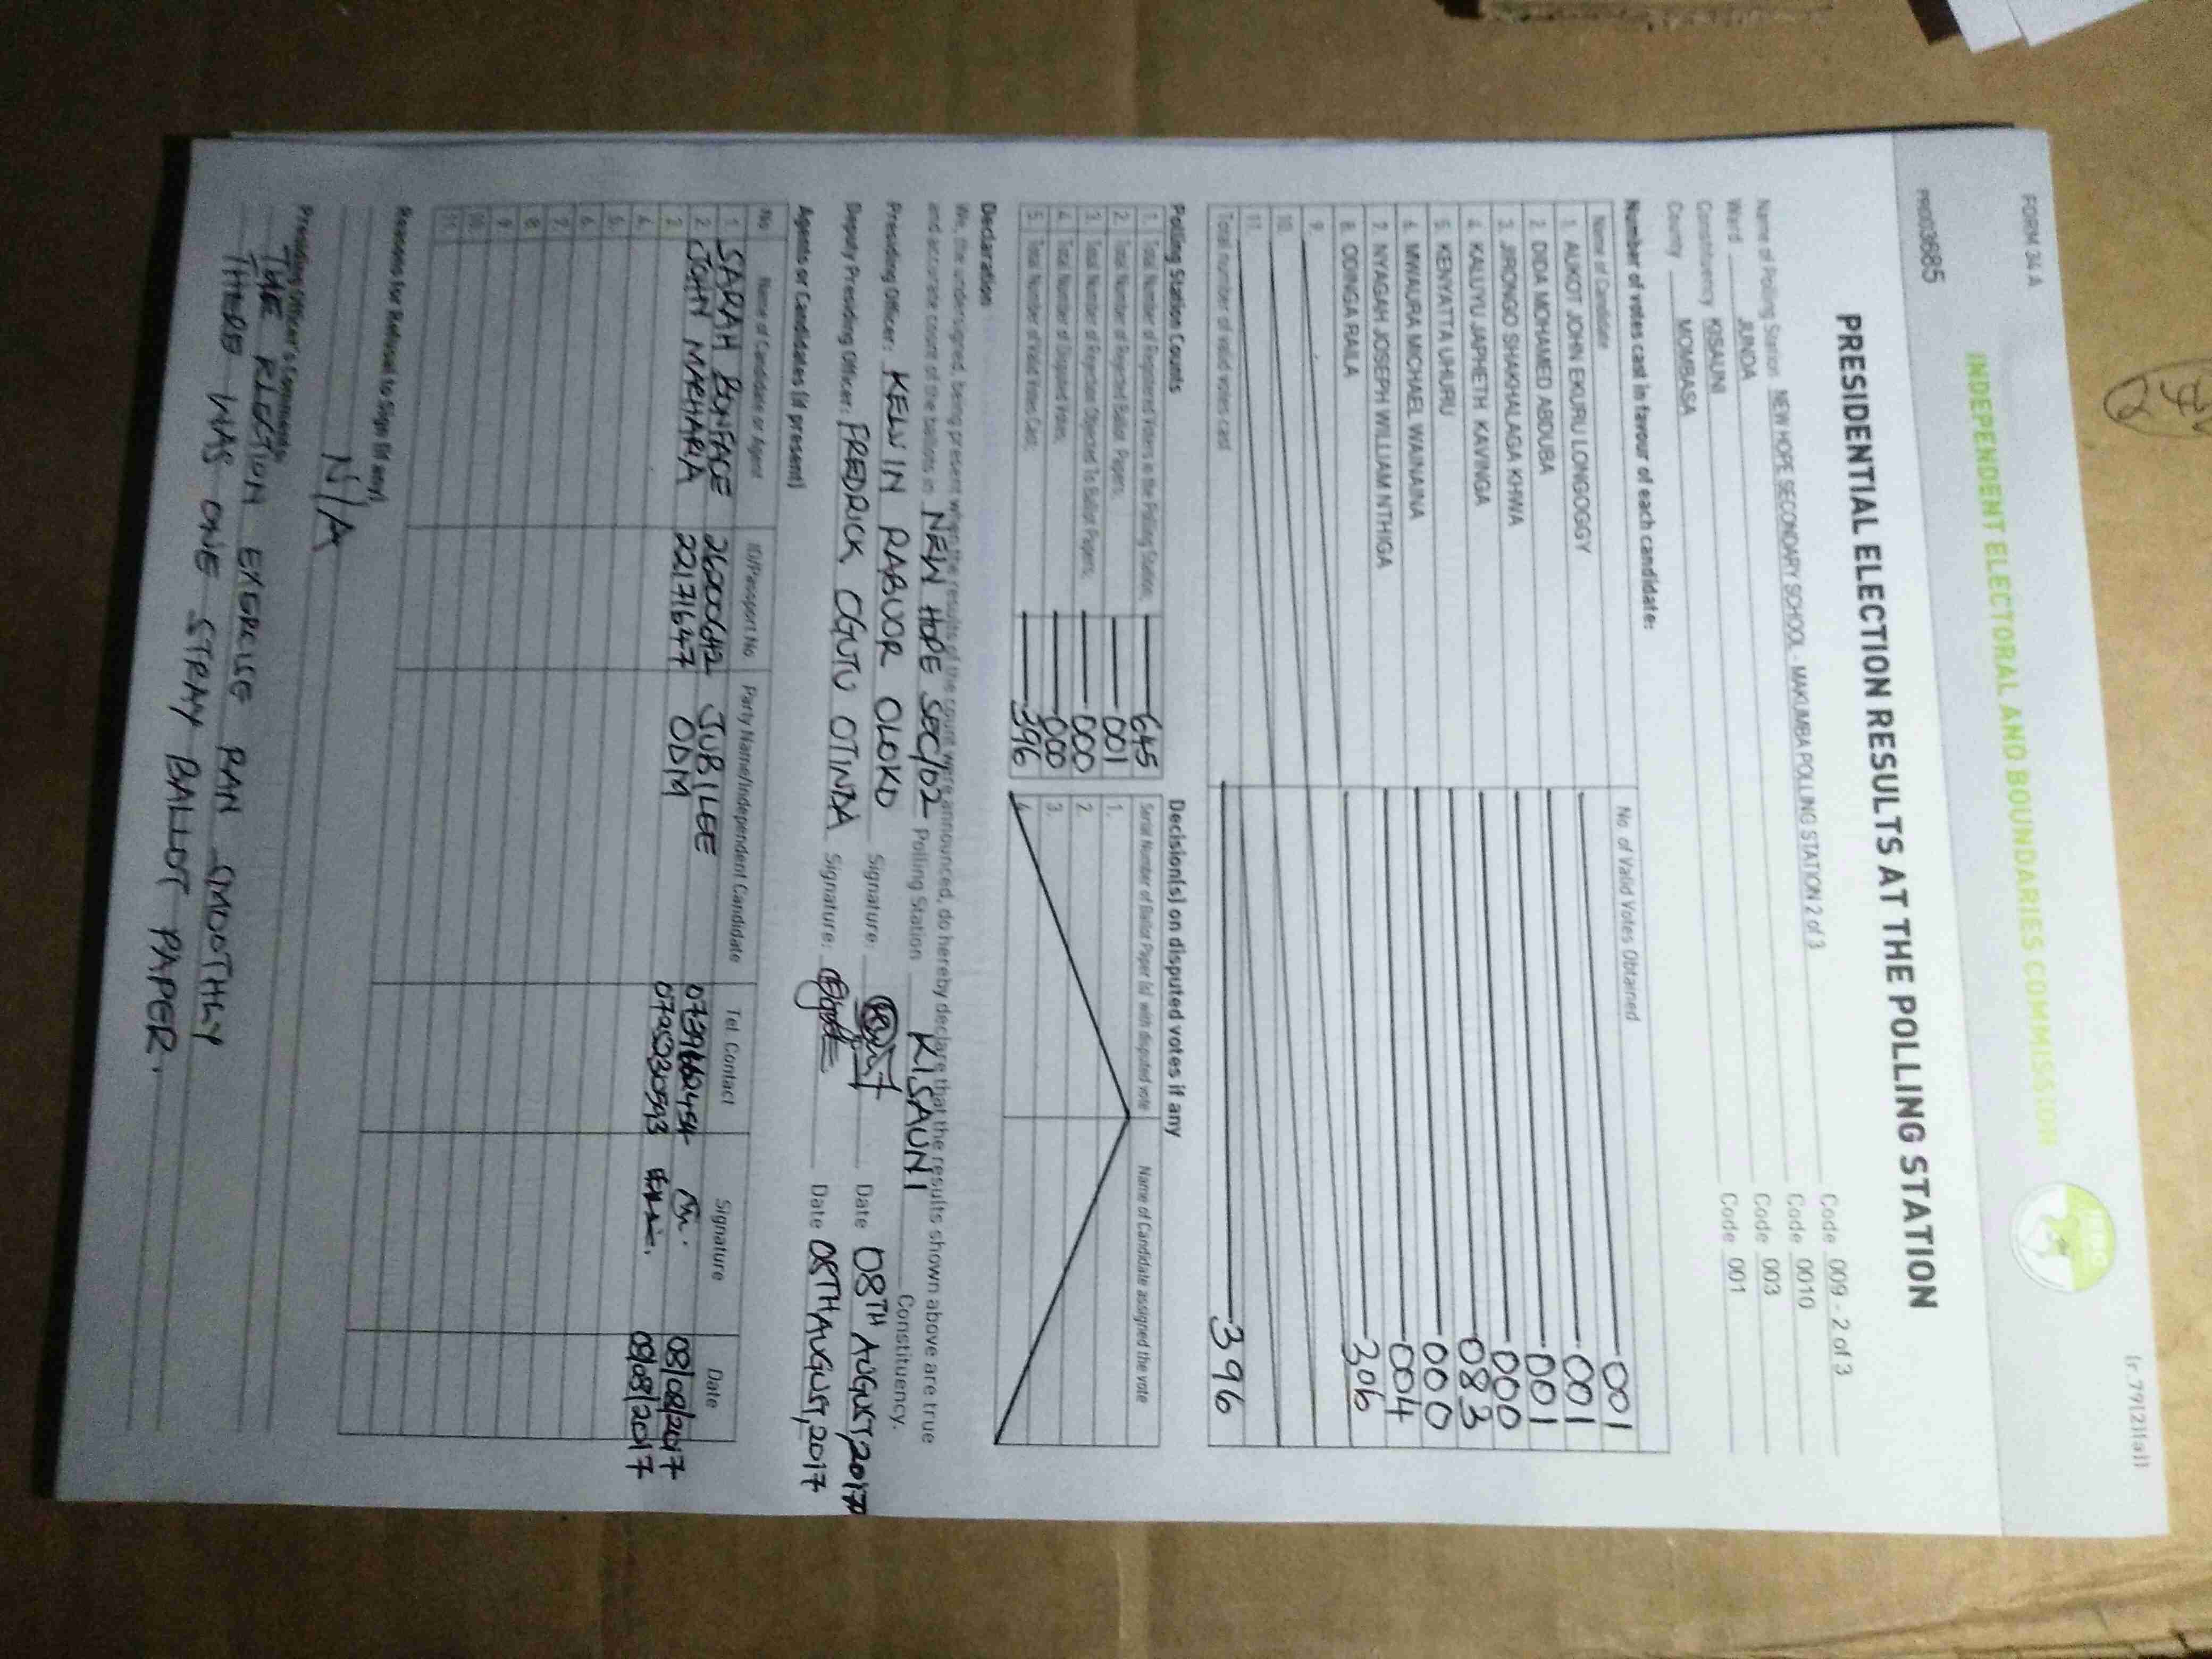 FORM 34 A
(r.79(2)(a))
INDEPENDENT ELECTORAL AND BOUNDARIES COMMISSION
IEBC
PR003685
PRESIDENTIAL ELECTION RESULTS AT THE POLLING STATION
Name of Polling Station NEW HOPE SECONDARY SCHOOL - MAKUMBA POLLING STATION 2 of 3 Code 009 - 2 of 3
Ward JUNDA Code 0010
Constituency KISAUNI Code 003
County MOMBASA Code 001
Number of votes cast in favour of each candidate:
Name of Candidate No. of Valid Votes Obtained
1. AUKOT JOHN EKURU LONGOGGY 001
2. DIDA MOHAMED ABDUBA 001
3. JIRONGO SHAKHALAGA KHWA 001
4. KALUYU JAPHETH KAVINGA 000
5. KENYATTA UHURU 083
6. MWAURA MICHAEL WAINAINA 000
7. NYAGAH JOSEPH WILLIAM NTHIGA 004
8. ODINGA RAILA 306
9.
10.
11.
Total number of valid votes cast 396
Polling Station Counts
1. Total Number of Registered Voters in the Polling Station; 645
2. Total Number of Rejected Ballot Papers; 001
3. Total Number of Rejection Objected To Ballot Papers; 000
4. Total Number of Disputed Votes; 000
5. Total Number of Valid Votes Cast; 396
Decision(s) on disputed votes if any
Serial Number of Ballot Paper (s) with disputed vote Name of Candidate assigned the vote
1.
2.
3.
4.
Declaration
We, the undersigned, being present when the results of the count were announced, do hereby declare that the results shown above are true
and accurate count of the ballots in NEW HOPE SEC/02 Polling Station KISAUNI Constituency.
Presiding Officer: KELVIN RABUOR OLOKO Signature: Date 08TH AUGUST, 2017
Deputy Presiding Officer: FREDRICK OGUTU OTINDA Signature: Date 08TH AUGUST, 2017
Agents or Candidates (if present)
No. Name of Candidate or Agent ID/Passport No. Party Name/Independent Candidate Tel. Contact Signature Date
1. SARAH BONFACE JUBILEE 08/08/2017
2. JOHN MACHARIA 22171647 ODM 08/08/2017
3.
4.
5.
6.
7.
8.
9.
10.
11.
Reasons for Refusal to Sign (if any)
N/A
Presiding Officer's Comments:
THE ELECTION EXERCISE RAN SMOOTHLY
THERE WAS ONE STRAY BALLOT PAPER.